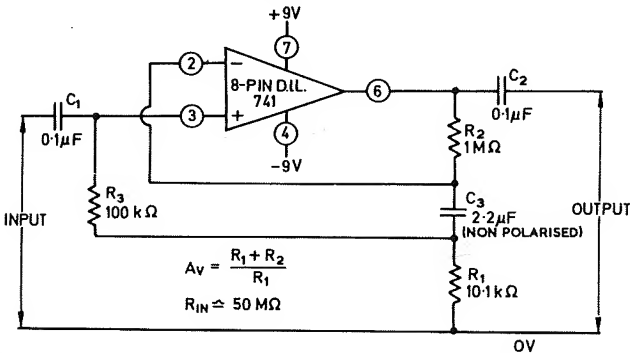 +9V
7
2
8-PIN D.I.L.
741
−
+
3
6
4
-9V
C1
0·1µF
C2
0·1µF
R2
1MΩ
R3
100 kΩ
C3
2·2µF
(NON POLARISED)
INPUT
OUTPUT
AV = R1 + R2
R1
RIN ≏ 50 MΩ
R1
10·1kΩ
0V